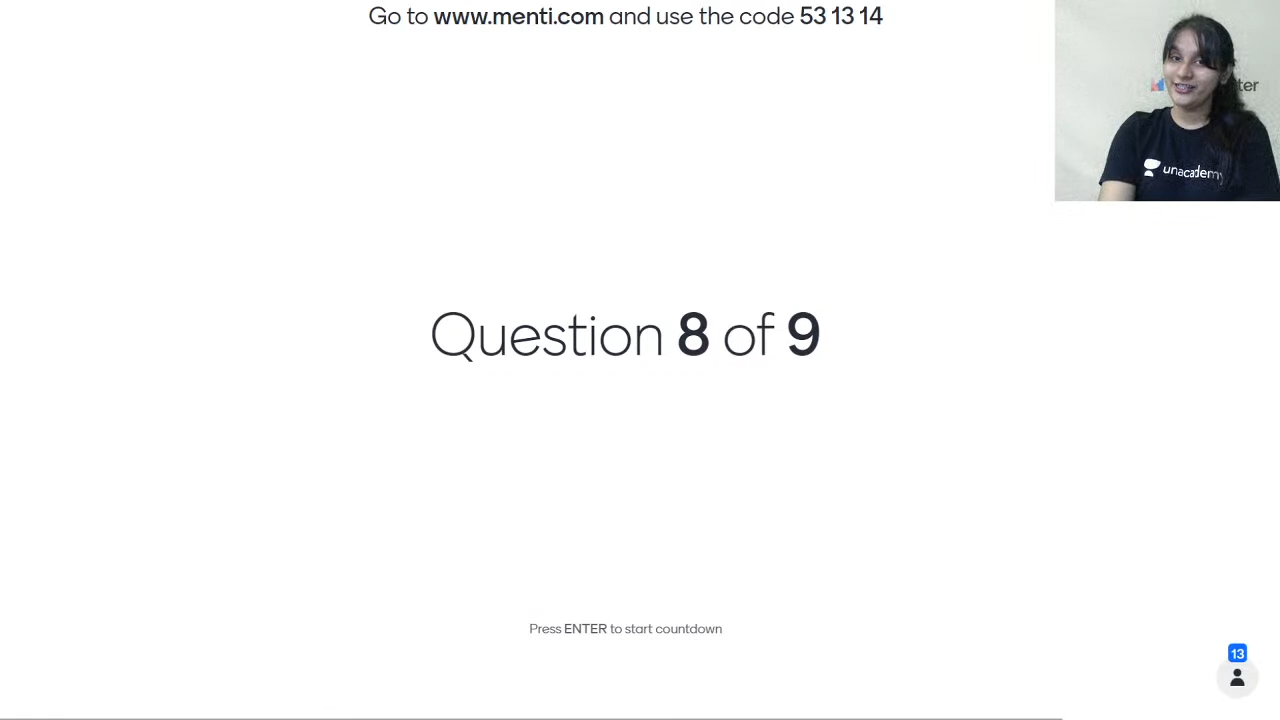 Go to www.menti.com and use the code 53 13 14
ter
unacademy
Question 8 of 9
Press ENTER to start countdown
13